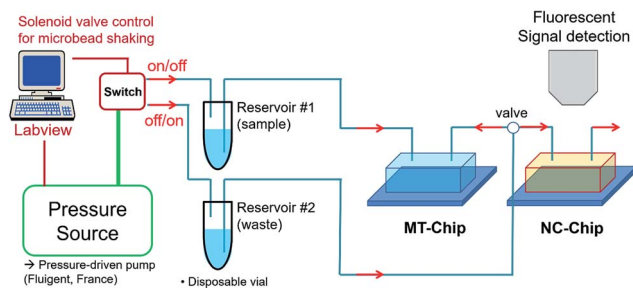 Solenoid valve control
for microbead shaking
Labview
Switch
on/off
off/on
Reservoir #1
(sample)
Reservoir #2
(waste)
Pressure
Source
→ Pressure-driven pump
(Fluigent, France)
• Disposable vial
Fluorescent
Signal detection
valve
MT-Chip
NC-Chip